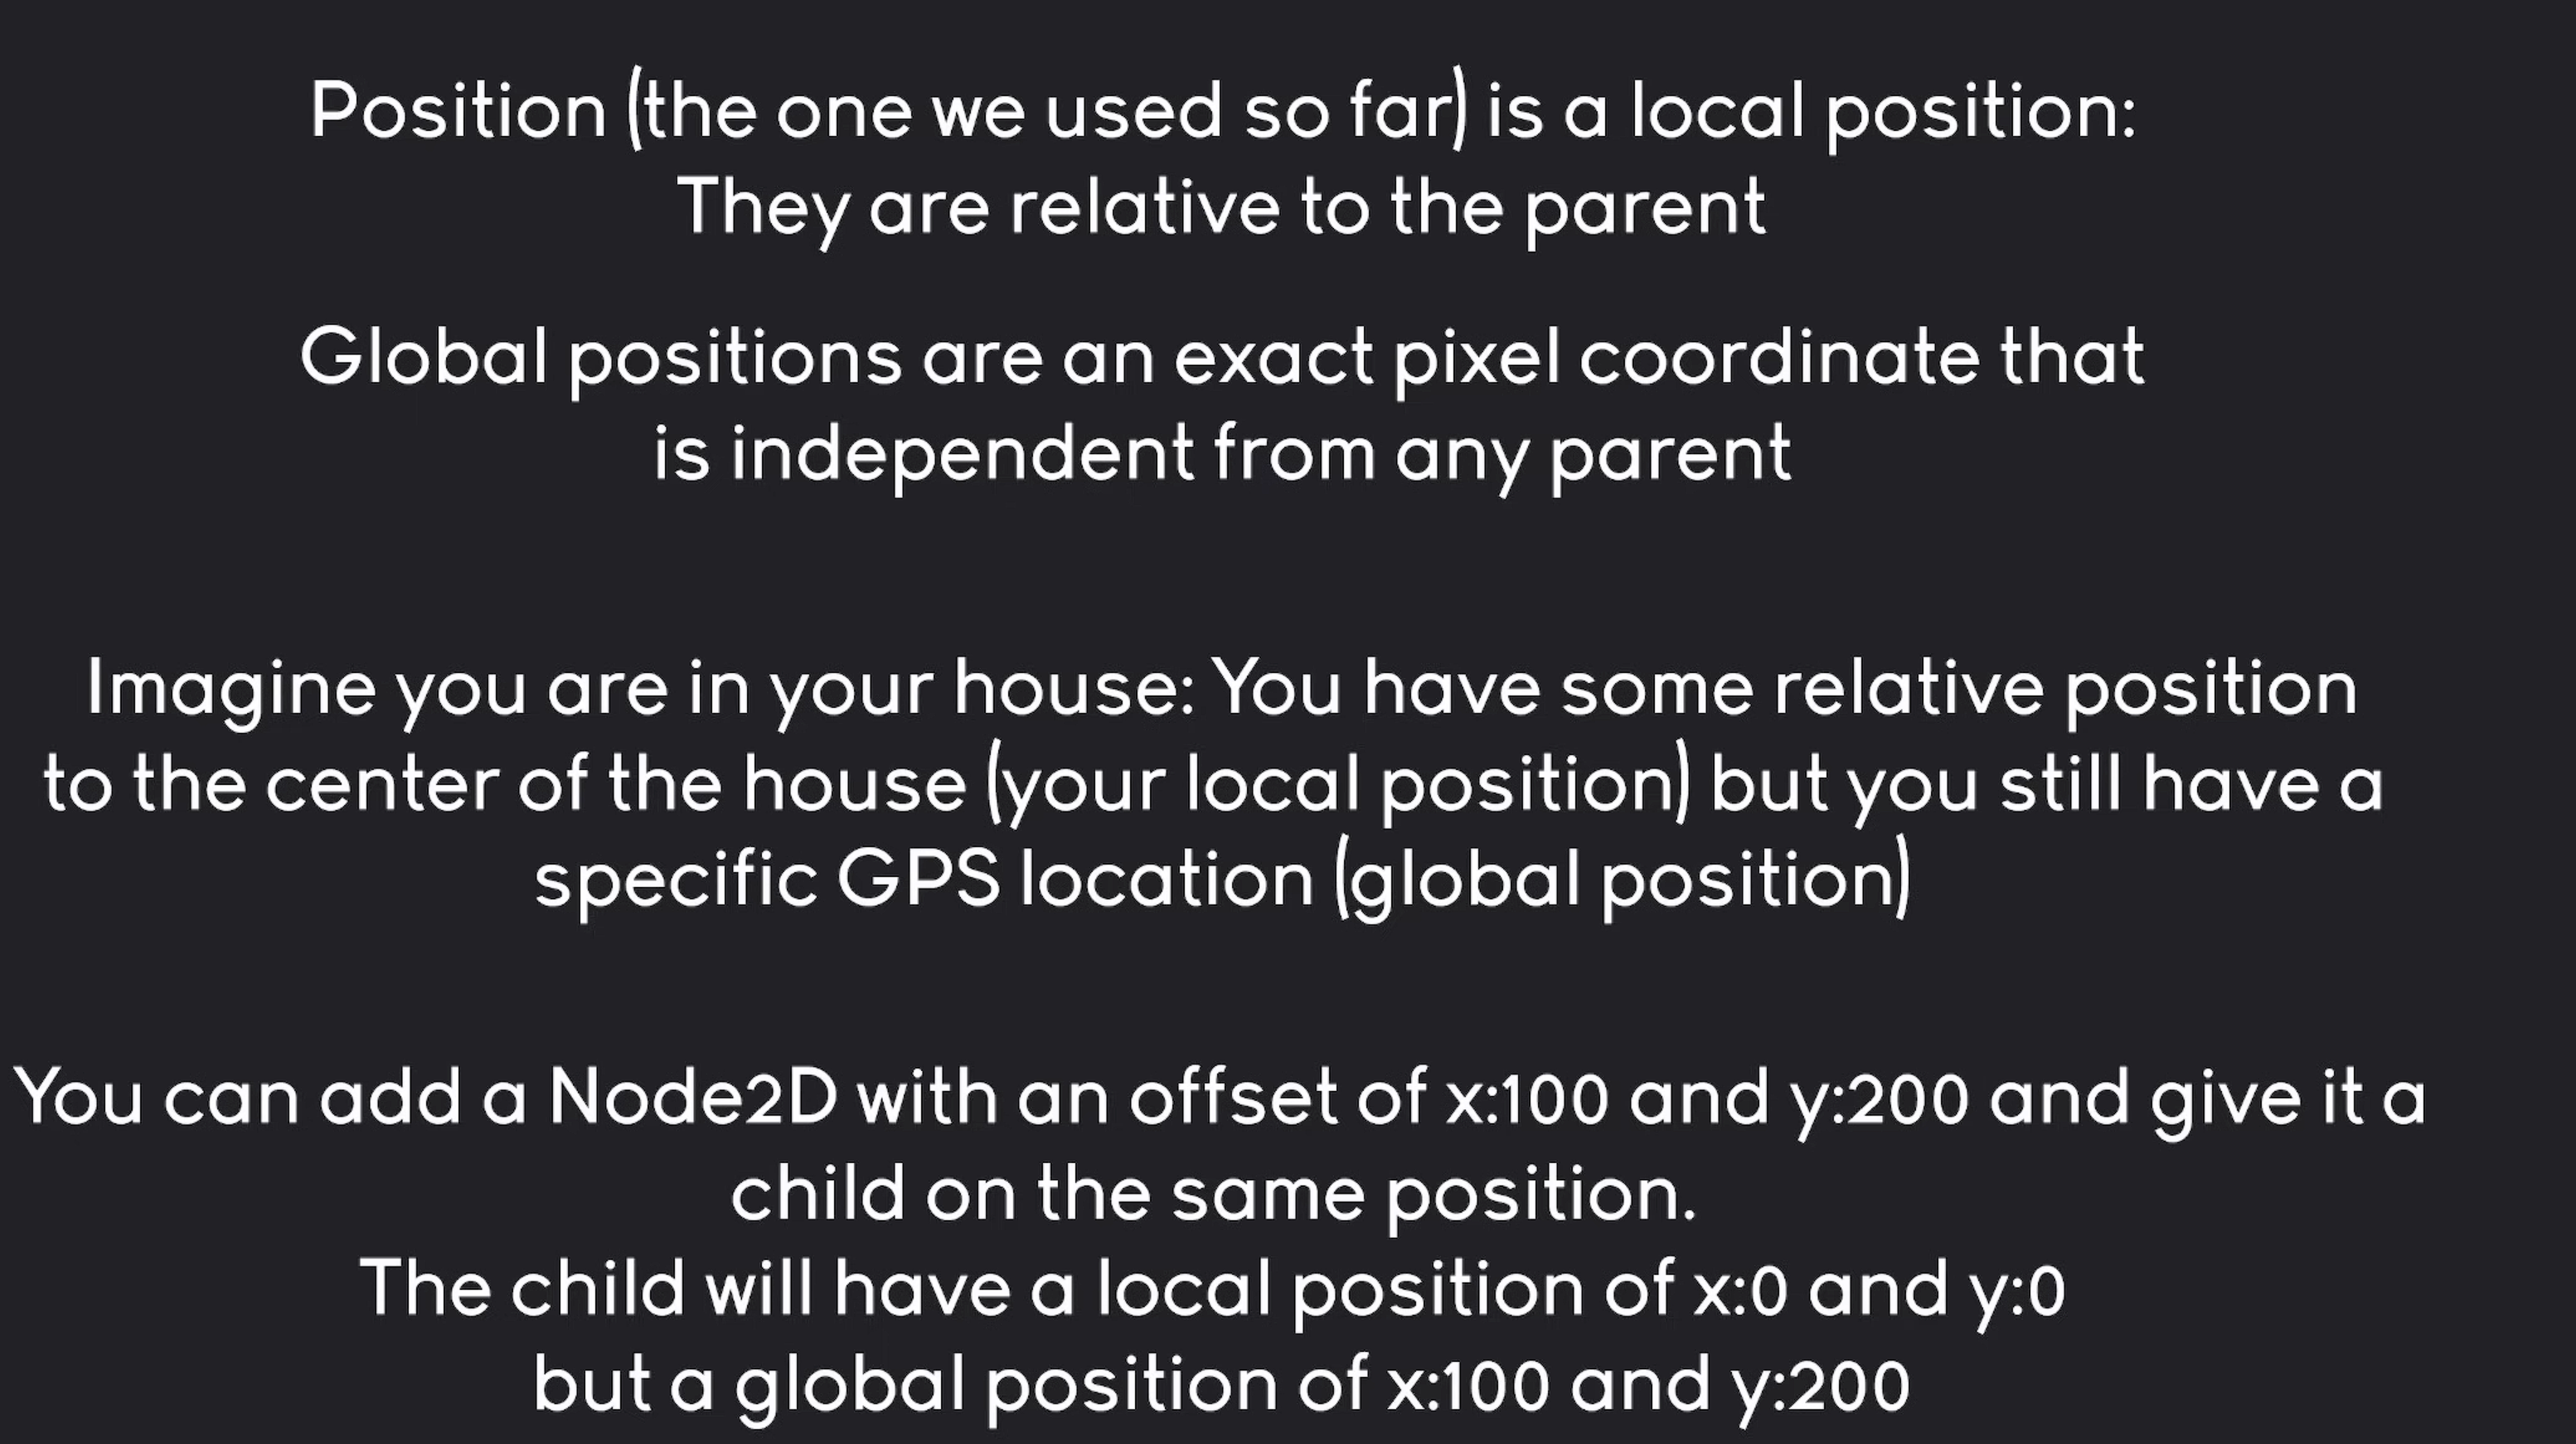 Position (the one we used so far) is a local position:
They are relative to the parent
Global positions are an exact pixel coordinate that
is independent from any parent
Imagine you are in your house: You have some relative position
to the center of the house (your local position) but you still have a
specific GPS location (global position)
You can add a Node2D with an offset of x:100 and y:200 and give it a
child on the same position.
The child will have a local position of x:0 and y:0
but a global position of x:100 and y:200